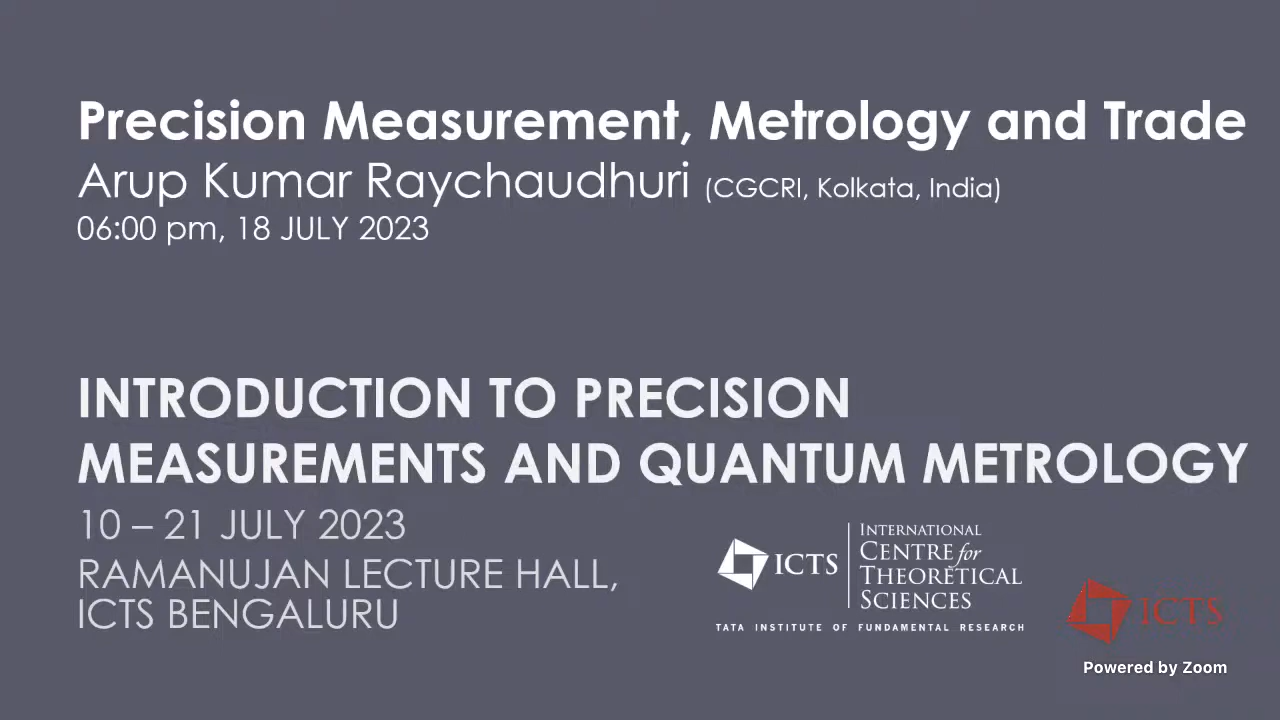 Precision Measurement, Metrology and Trade
Arup Kumar Raychaudhuri (CGCRI, Kolkata, India)
06:00 pm, 18 JULY 2023
INTRODUCTION TO PRECISION
MEASUREMENTS AND QUANTUM METROLOGY
10 – 21 JULY 2023
RAMANUJAN LECTURE HALL,
ICTS BENGALURU
ICTS
INTERNATIONAL
CENTRE for
THEORETICAL
SCIENCES
TATA INSTITUTE OF FUNDAMENTAL RESEARCH
ICTS
Powered by Zoom